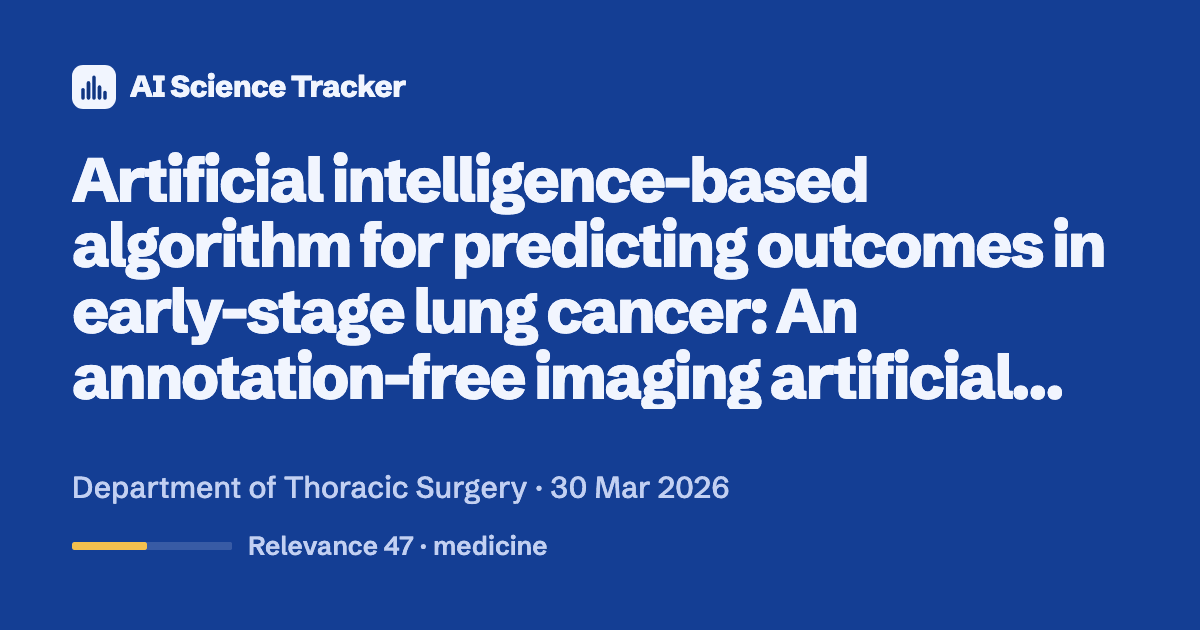 AI Science Tracker
Artificial intelligence-based
algorithm for predicting outcomes in
early-stage lung cancer: An
annotation-free imaging artificial...
Department of Thoracic Surgery · 30 Mar 2026
Relevance 47 · medicine